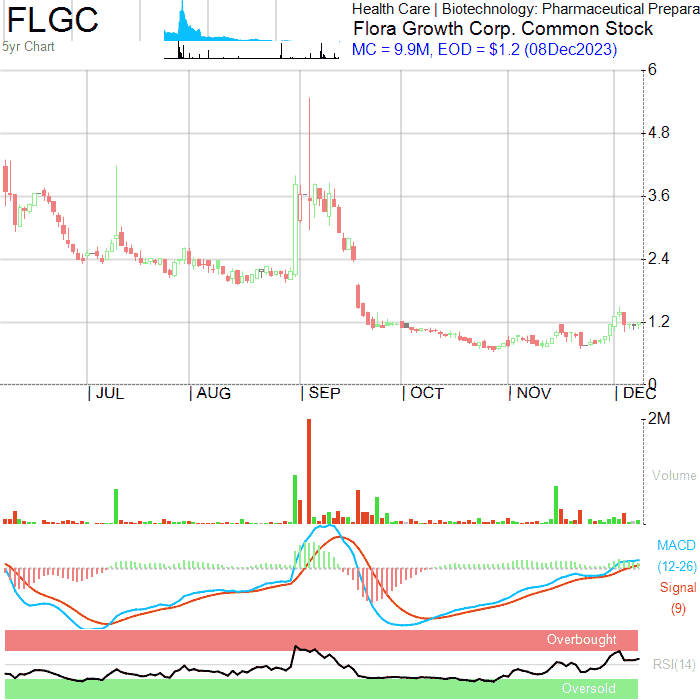 FLGC
5yr Chart
Health Care | Biotechnology: Pharmaceutical Prepara
Flora Growth Corp. Common Stock
MC = 9.9M, EOD = $1.2 (08Dec2023)
6
4.8
3.6
2.4
1.2
0
JUL AUG SEP OCT NOV DEC
2M
Volume
MACD
(12-26)
Signal
(9)
Overbought
RSI(14)
Oversold